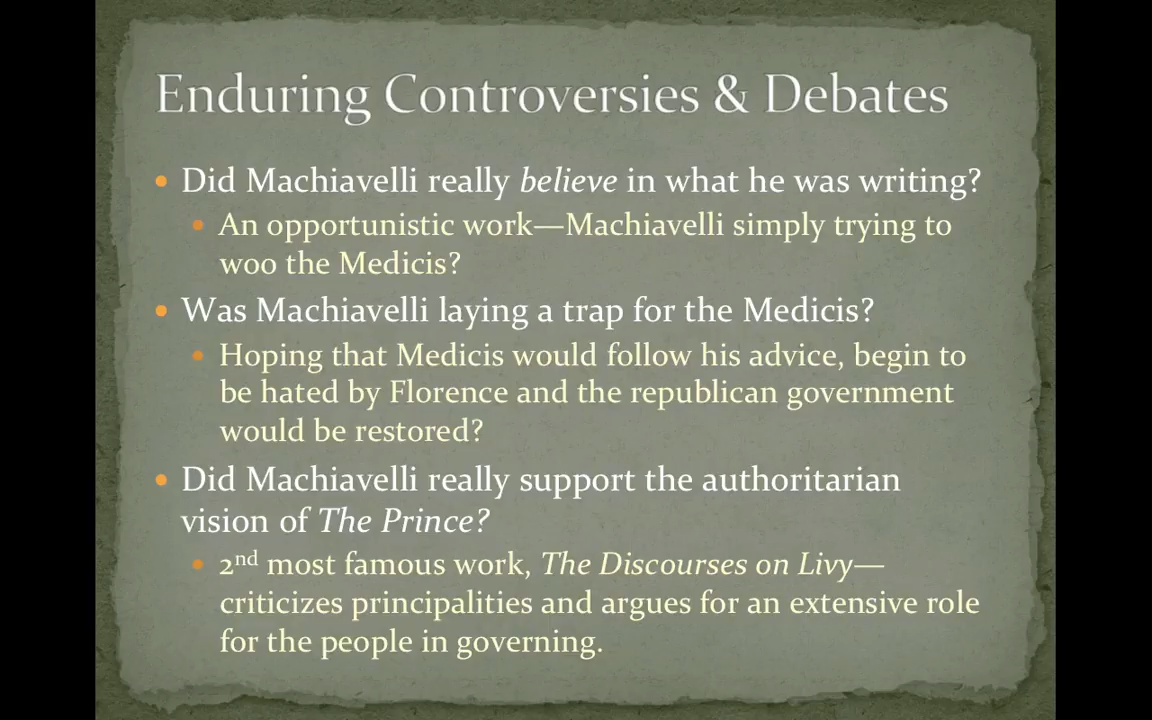 Enduring Controversies & Debates
• Did Machiavelli really believe in what he was writing?
• An opportunistic work—Machiavelli simply trying to
woo the Medicis?
• Was Machiavelli laying a trap for the Medicis?
• Hoping that Medicis would follow his advice, begin to
be hated by Florence and the republican government
would be restored?
• Did Machiavelli really support the authoritarian
vision of The Prince?
• 2nd most famous work, The Discourses on Livy—
criticizes principalities and argues for an extensive role
for the people in governing.